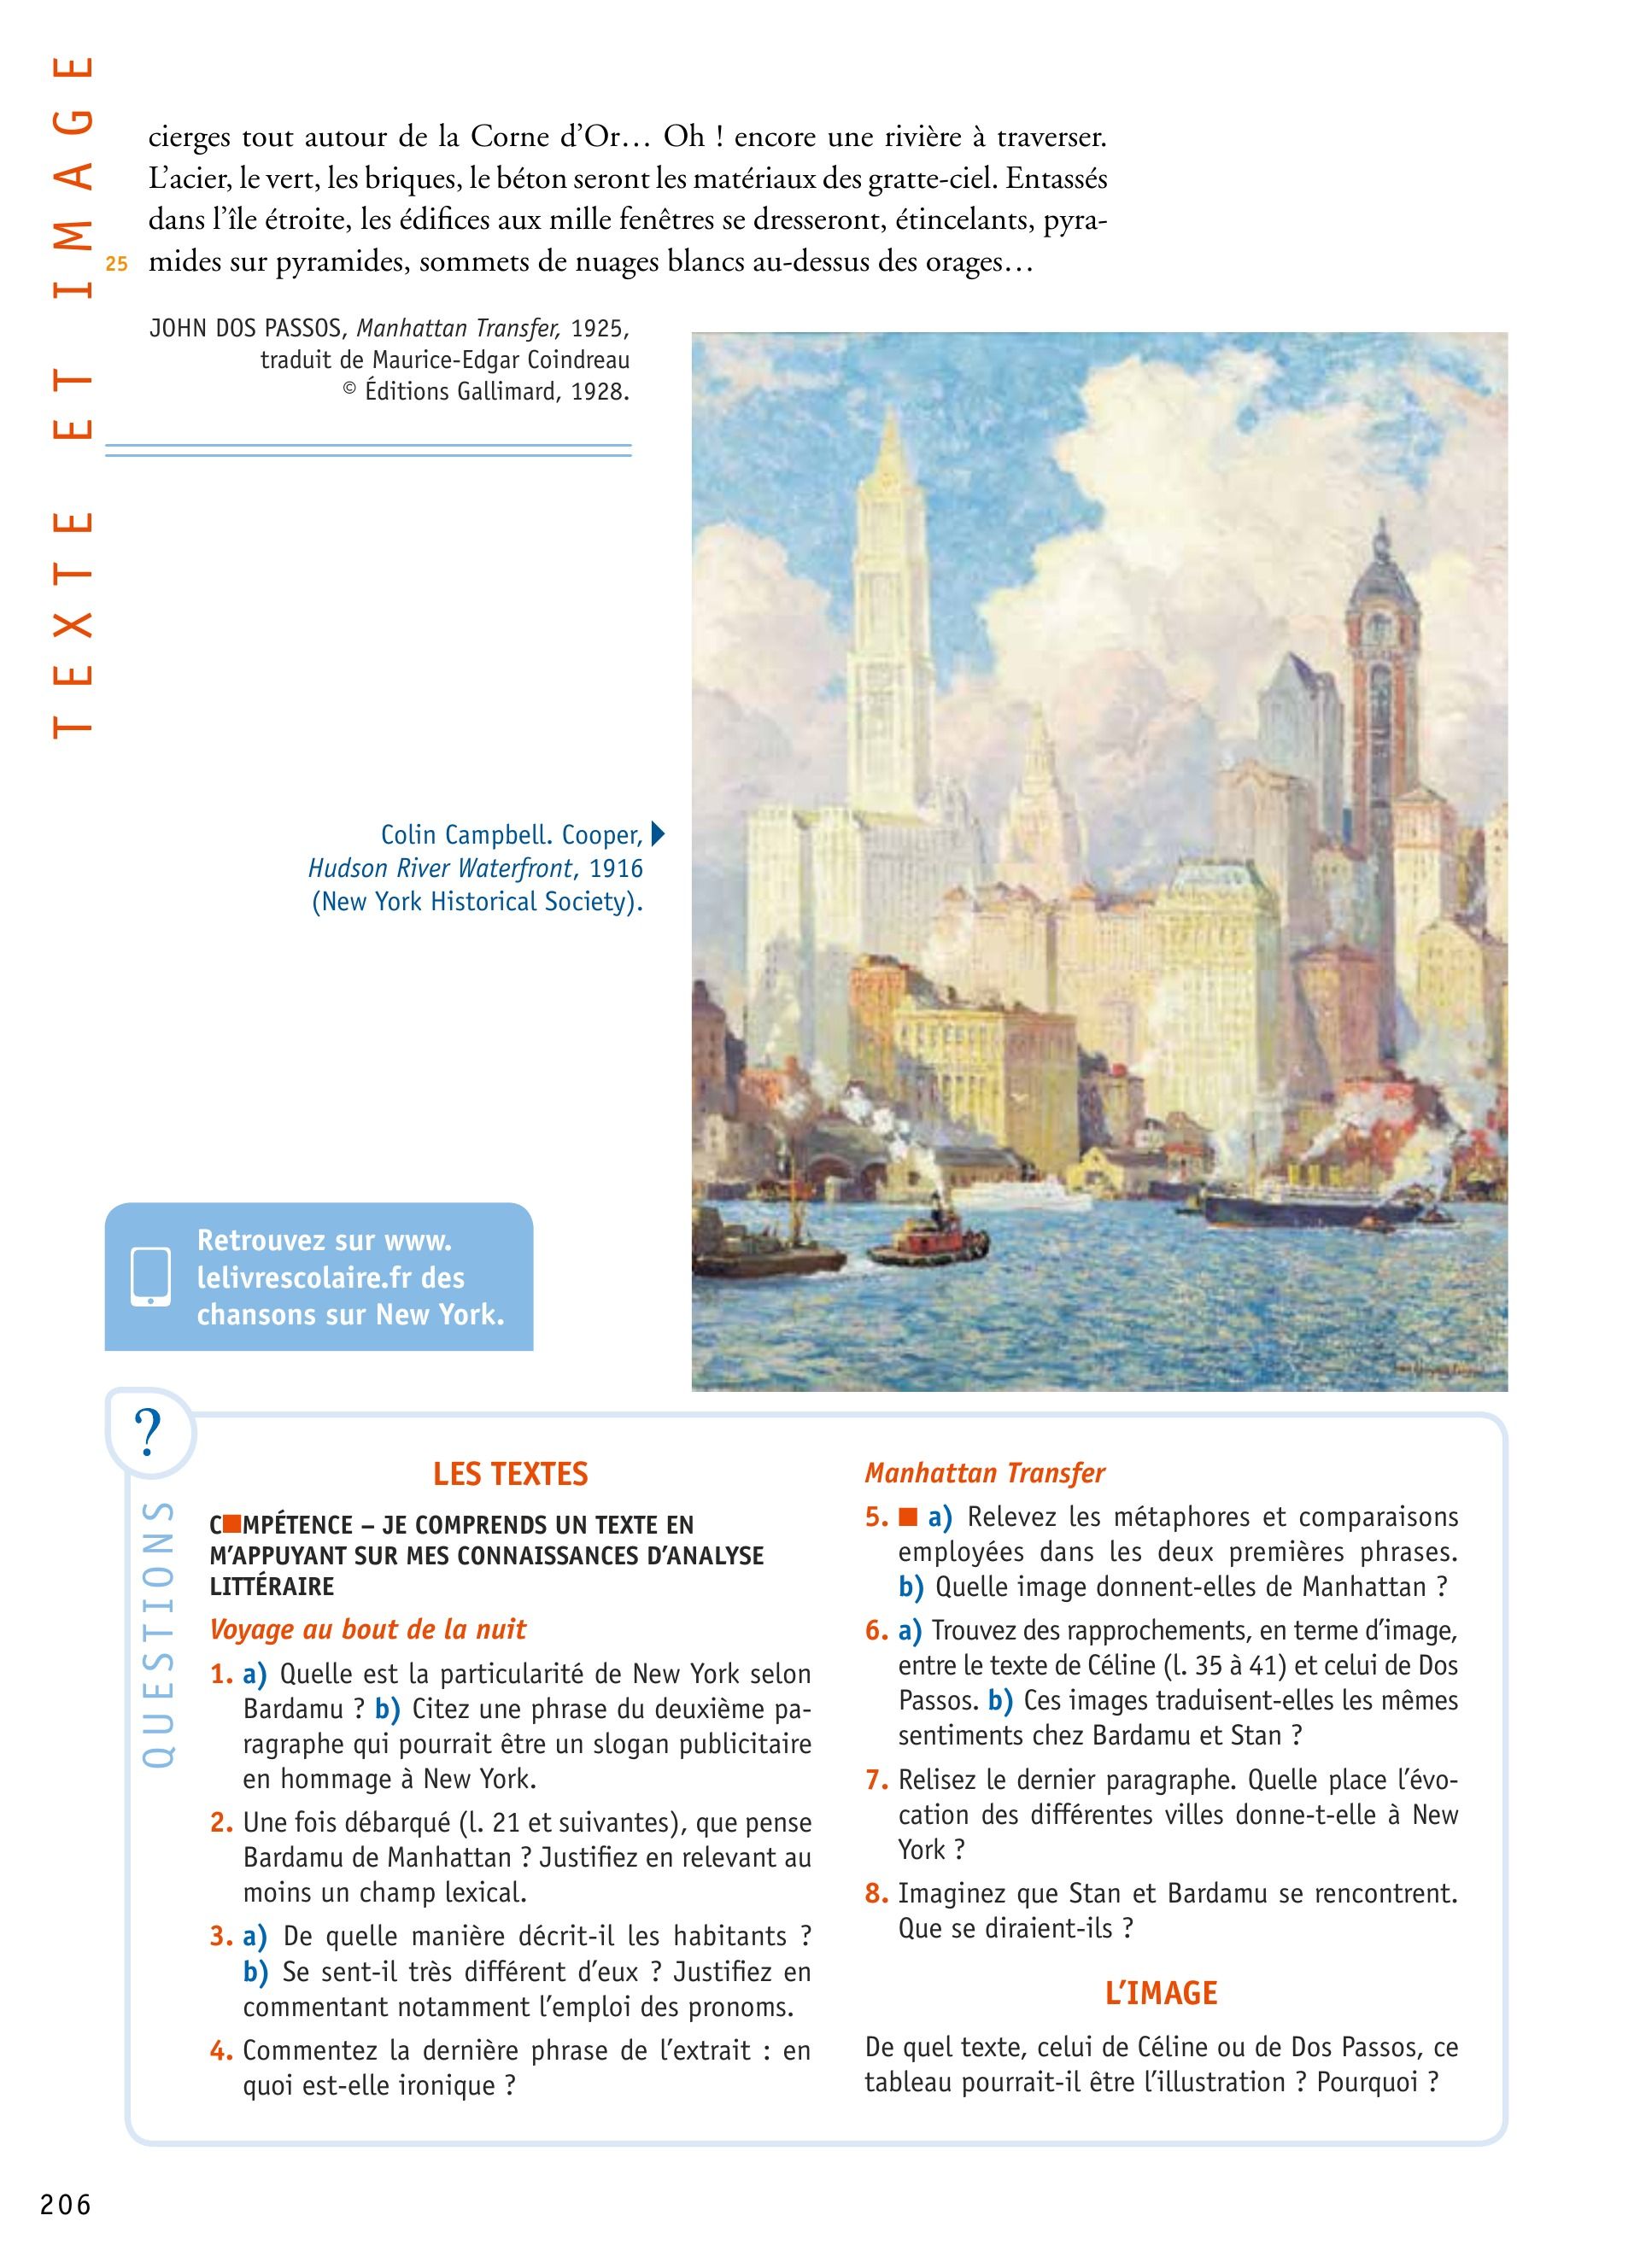 TEXTE ET IMAGE
cierges tout autour de la Corne d’Or… Oh ! encore une rivière à traverser.
L’acier, le vert, les briques, le béton seront les matériaux des gratte-ciel. Entassés
dans l’île étroite, les édifices aux mille fenêtres se dresseront, étincelants, pyra-
25 mides sur pyramides, sommets de nuages blancs au-dessus des orages…
JOHN DOS PASSOS, Manhattan Transfer, 1925,
traduit de Maurice-Edgar Coindreau
© Éditions Gallimard, 1928.
Colin Campbell. Cooper,
Hudson River Waterfront, 1916
(New York Historical Society).
Retrouvez sur www.
lelivrescolaire.fr des
chansons sur New York.
?
QUESTIONS
LES TEXTES
C■MPÉTENCE – JE COMPRENDS UN TEXTE EN
M’APPUYANT SUR MES CONNAISSANCES D’ANALYSE
LITTÉRAIRE
Voyage au bout de la nuit
1. a) Quelle est la particularité de New York selon
Bardamu ? b) Citez une phrase du deuxième pa-
ragraphe qui pourrait être un slogan publicitaire
en hommage à New York.
2. Une fois débarqué (l. 21 et suivantes), que pense
Bardamu de Manhattan ? Justifiez en relevant au
moins un champ lexical.
3. a) De quelle manière décrit-il les habitants ?
b) Se sent-il très différent d’eux ? Justifiez en
commentant notamment l’emploi des pronoms.
4. Commentez la dernière phrase de l’extrait : en
quoi est-elle ironique ?
Manhattan Transfer
5. ■ a) Relevez les métaphores et comparaisons
employées dans les deux premières phrases.
b) Quelle image donnent-elles de Manhattan ?
6. a) Trouvez des rapprochements, en terme d’image,
entre le texte de Céline (l. 35 à 41) et celui de Dos
Passos. b) Ces images traduisent-elles les mêmes
sentiments chez Bardamu et Stan ?
7. Relisez le dernier paragraphe. Quelle place l’évo-
cation des différentes villes donne-t-elle à New
York ?
8. Imaginez que Stan et Bardamu se rencontrent.
Que se diraient-ils ?
L’IMAGE
De quel texte, celui de Céline ou de Dos Passos, ce
tableau pourrait-il être l’illustration ? Pourquoi ?
206